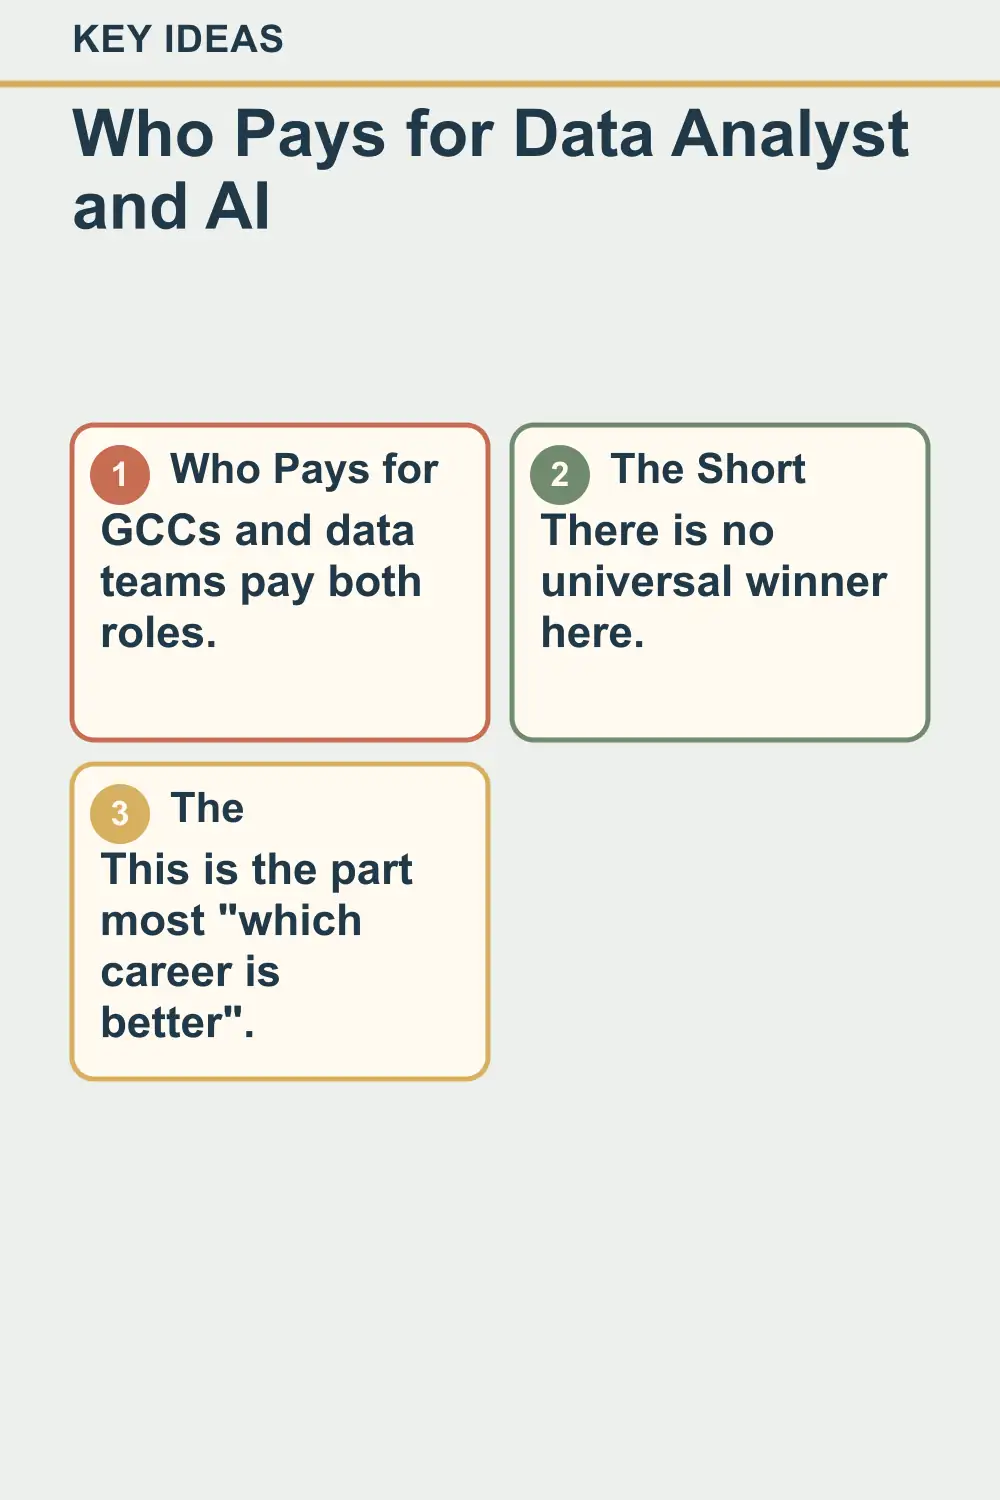 KEY IDEAS
Who Pays for Data Analyst
and AI
1 Who Pays for
GCCs and data
teams pay both
roles.
2 The Short
There is no
universal winner
here.
3 The
This is the part
most "which
career is
better".